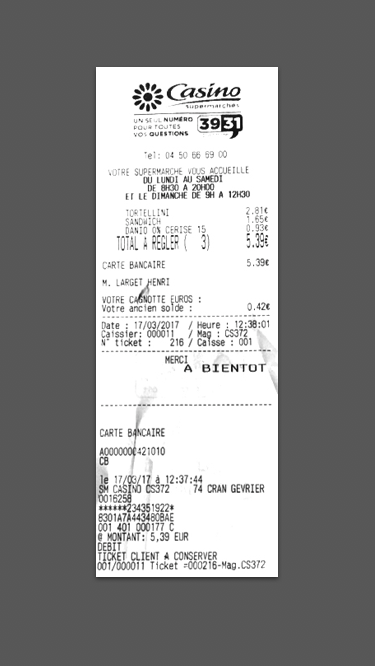 Casino
supermarchés
UN SEUL NUMÉRO
POUR TOUTES
VOS QUESTIONS
3931
Tel: 04 50 66 69 00
VOTRE SUPERMARCHE VOUS ACCUEILLE
DU LUNDI AU SAMEDI
DE 8H30 A 20H00
ET LE DIMANCHE DE 9H A 12H30
TORTELLINI 2.81€
SANDWICH 1.65€
DANIO 0% CERISE 15 0.93€
TOTAL A REGLER ( 3) 5.39€
CARTE BANCAIRE 5.39€
M. LARGET HENRI
VOTRE CAGNOTTE EUROS :
Votre ancien solde : 0.42€
Date : 17/03/2017 / Heure : 12:38:01
Caissier: 000011 / Mag : CS372
N° ticket : 216 / Caisse : 001
MERCI
A BIENTOT
CARTE BANCAIRE
A0000000421010
CB
le 17/03/17 à 12:37:44
SM CASINO CS372 74 CRAN GEVRIER
0016258
******234351922*
8301A7A443480BAE
001 401 000177 C
@ MONTANT: 5,39 EUR
DEBIT
TICKET CLIENT A CONSERVER
001/000011 Ticket =000216-Mag.CS372